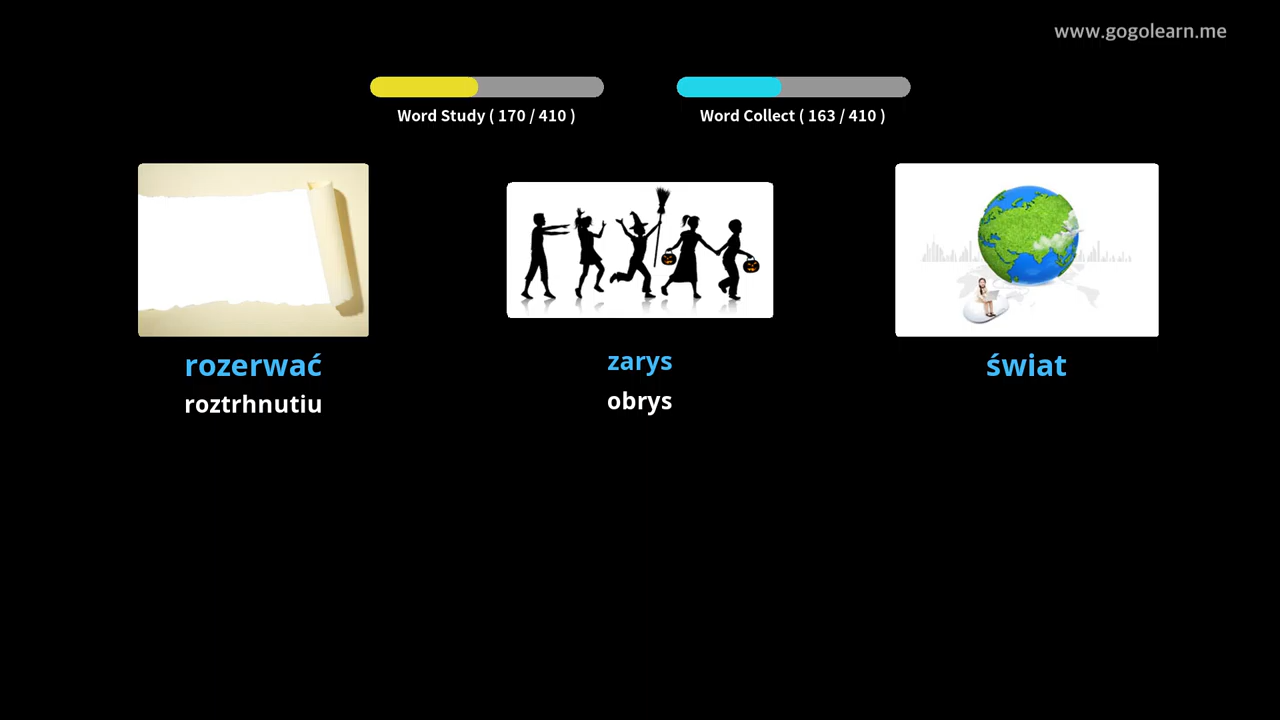 www.gogolearn.me
Word Study ( 170 / 410 )
Word Collect ( 163 / 410 )
rozerwać
roztrhnutiu
zarys
obrys
świat